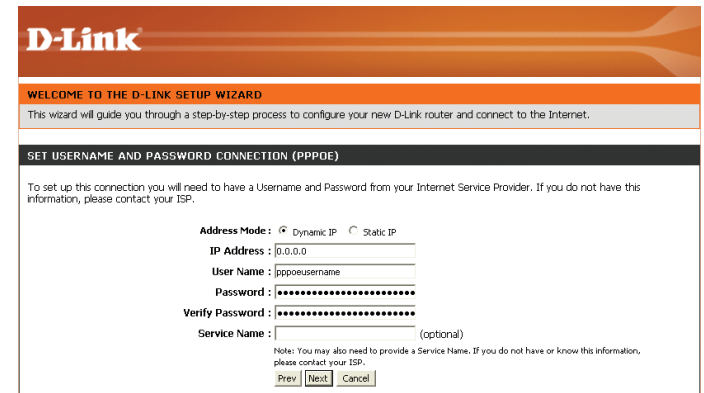 D-Link
WELCOME TO THE D-LINK SETUP WIZARD
This wizard will guide you through a step-by-step process to configure your new D-Link router and connect to the Internet.
SET USERNAME AND PASSWORD CONNECTION (PPPOE)
To set up this connection you will need to have a Username and Password from your Internet Service Provider. If you do not have this
information, please contact your ISP.
Address Mode : Dynamic IP Static IP
IP Address : 0.0.0.0
User Name : pppoeusername
Password : ••••••••••••••••••••••••
Verify Password : ••••••••••••••••••••••••
Service Name : (optional)
Note: You may also need to provide a Service Name. If you do not have or know this information,
please contact your ISP.
Prev Next Cancel